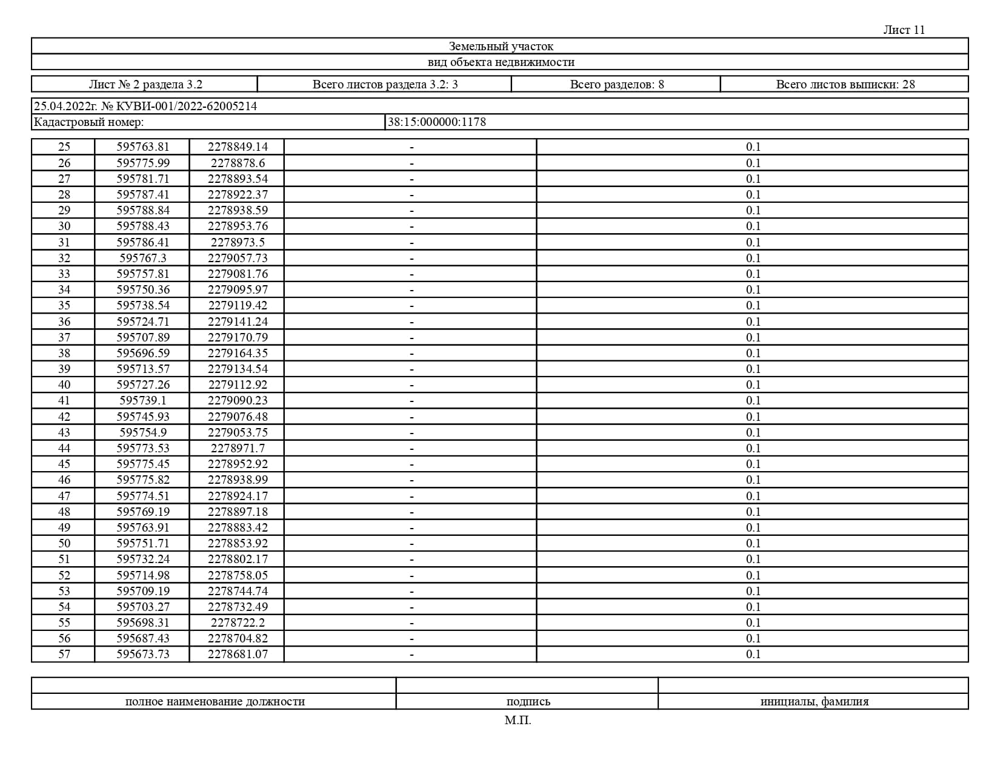 Лист 11
Земельный участок
вид объекта недвижимости
Лист № 2 раздела 3.2 Всего листов раздела 3.2: 3 Всего разделов: 8 Всего листов выписки: 28
25.04.2022г. № КУВИ-001/2022-62005214
Кадастровый номер: 38:15:000000:1178
25 595763.81 2278849.14 - 0.1
26 595775.99 2278878.6 - 0.1
27 595781.71 2278893.54 - 0.1
28 595787.41 2278922.37 - 0.1
29 595788.84 2278938.59 - 0.1
30 595788.43 2278953.76 - 0.1
31 595786.41 2278973.5 - 0.1
32 595767.3 2279057.73 - 0.1
33 595757.81 2279081.76 - 0.1
34 595750.36 2279095.97 - 0.1
35 595738.54 2279119.42 - 0.1
36 595724.71 2279141.24 - 0.1
37 595707.89 2279170.79 - 0.1
38 595696.59 2279164.35 - 0.1
39 595713.57 2279134.54 - 0.1
40 595727.26 2279112.92 - 0.1
41 595739.1 2279090.23 - 0.1
42 595745.93 2279076.48 - 0.1
43 595754.9 2279053.75 - 0.1
44 595773.53 2278971.7 - 0.1
45 595775.45 2278952.92 - 0.1
46 595775.82 2278938.99 - 0.1
47 595774.51 2278924.17 - 0.1
48 595769.19 2278897.18 - 0.1
49 595763.91 2278883.42 - 0.1
50 595751.71 2278853.92 - 0.1
51 595732.24 2278802.17 - 0.1
52 595714.98 2278758.05 - 0.1
53 595709.19 2278744.74 - 0.1
54 595703.27 2278732.49 - 0.1
55 595698.31 2278722.2 - 0.1
56 595687.43 2278704.82 - 0.1
57 595673.73 2278681.07 - 0.1
полное наименование должности подпись инициалы, фамилия
М.П.